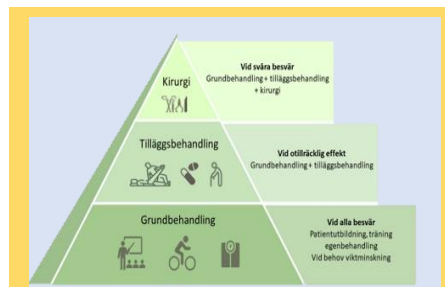 Kirurgi
Vid svåra besvär
Grundbehandling + tilläggsbehandling
+ kirurgi
Tilläggsbehandling
Vid otillräcklig effekt
Grundbehandling + tilläggsbehandling
Grundbehandling
Vid alla besvär
Patientutbildning, träning
egenbehandling
Vid behov viktminskning